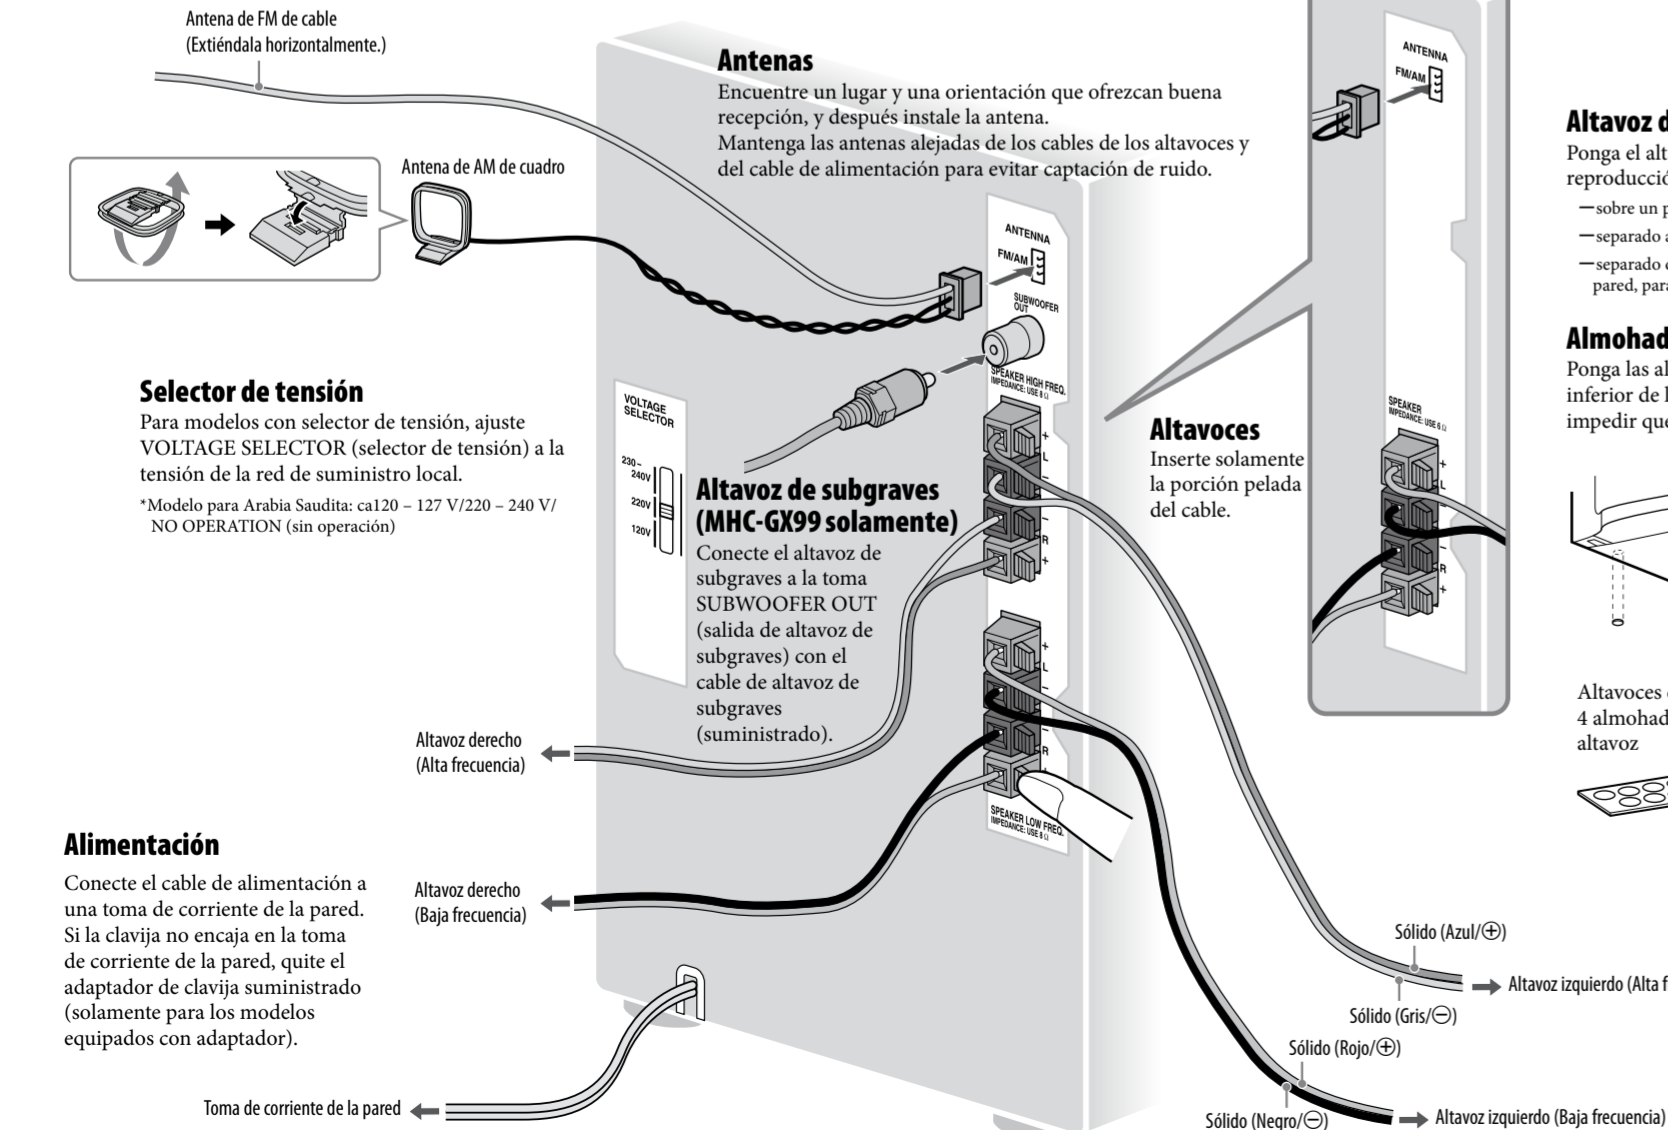 Antena de FM de cable
(Extiéndala horizontalmente.)
Antenas
Encuentre un lugar y una orientación que ofrezcan buena
recepción, y después instale la antena.
Mantenga las antenas alejadas de los cables de los altavoces y
del cable de alimentación para evitar captación de ruido.
Antena de AM de cuadro
ANTENNA
FM/AM
SUBWOOFER
OUT
SPEAKER HIGH FREQ.
IMPEDANCE: USE 8 Ω
+
L
−
−
R
+
+
L
−
−
R
SPEAKER LOW FREQ.
IMPEDANCE: USE 8 Ω
Selector de tensión
Para modelos con selector de tensión, ajuste
VOLTAGE SELECTOR (selector de tensión) a la
tensión de la red de suministro local.
*Modelo para Arabia Saudita: ca120 – 127 V/220 – 240 V/
NO OPERATION (sin operación)
VOLTAGE
SELECTOR
230–
240V
220V
120V
Altavoz de subgraves
(MHC-GX99 solamente)
Conecte el altavoz de
subgraves a la toma
SUBWOOFER OUT
(salida de altavoz de
subgraves) con el
cable de altavoz de
subgraves
(suministrado).
Altavoces
Inserte solamente
la porción pelada
del cable.
ANTENNA
FM/AM
SPEAKER
IMPEDANCE: USE 6 Ω
+
L
−
−
R
+
Altavoz d
Ponga el alt
reproducció
—sobre un p
—separado a
—separado
pared, para
Almohad
Ponga las al
inferior de l
impedir que
Altavoces
4 almohad
altavoz
Altavoz derecho
(Alta frecuencia)
Altavoz derecho
(Baja frecuencia)
Alimentación
Conecte el cable de alimentación a
una toma de corriente de la pared.
Si la clavija no encaja en la toma
de corriente de la pared, quite el
adaptador de clavija suministrado
(solamente para los modelos
equipados con adaptador).
Toma de corriente de la pared
Sólido (Azul/⊕)
Altavoz izquierdo (Alta f
Sólido (Gris/⊖)
Sólido (Rojo/⊕)
Sólido (Negro/⊖)
Altavoz izquierdo (Baja frecuencia)